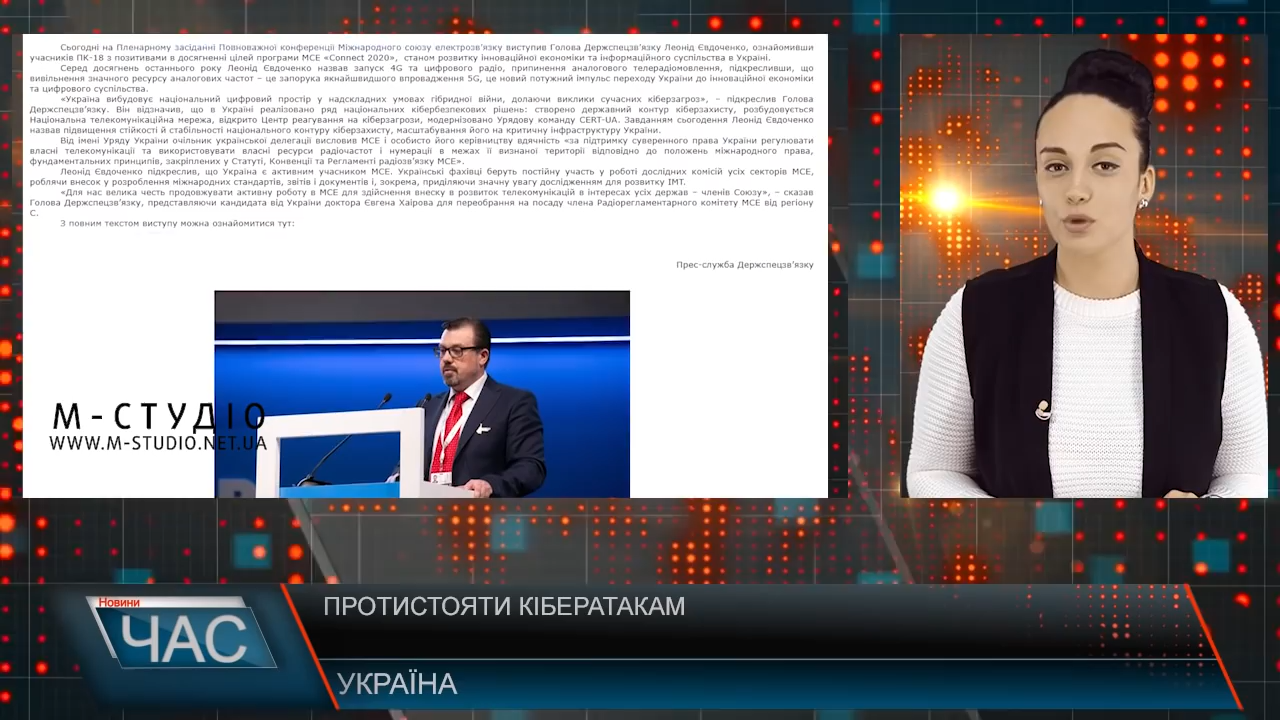 Сьогодні на Пленарному засіданні Повноважної конференції Міжнародного союзу електрозв'язку виступив Голова Держспецзв'язку Леонід Євдоченко, ознайомивши
учасників ПК-18 з позитивами в досягненні цілей програми МСЕ «Connect 2020», станом розвитку інноваційної економіки та інформаційного суспільства в Україні.
Серед досягнень останнього року Леонід Євдоченко назвав запуск 4G та цифрового радіо, припинення аналогового телерадіомовлення, підкресливши, що
вивільнення значного ресурсу аналогових частот – це запорука якнайшвидшого впровадження 5G, це новий потужний імпульс переходу України до інноваційної економіки
та цифрового суспільства.
«Україна вибудовує національний цифровий простір у надскладних умовах гібридної війни, долаючи виклики сучасних кіберзагроз», – підкреслив Голова
Держспецзв'язку. Він відзначив, що в Україні реалізовано ряд національних кібербезпекових рішень: створено державний контур кіберзахисту, розбудовується
Національна телекомунікаційна мережа, відкрито Центр реагування на кіберзагрози, модернізовано Урядову команду CERT-UA. Завданням сьогодення Леонід Євдоченко
назвав підвищення стійкості й стабільності національного контуру кіберзахисту, масштабування його на критичну інфраструктуру України.
Від імені Уряду України очільник української делегації висловив МСЕ і особисто його керівництву вдячність «за підтримку суверенного права України регулювати
власні телекомунікації та використовувати власні ресурси радіочастот і нумерації в межах її визнаної території відповідно до положень міжнародного права,
фундаментальних принципів, закріплених у Статуті, Конвенції та Регламенті радіозв'язку МСЕ».
Леонід Євдоченко підкреслив, що Україна є активним учасником МСЕ. Українські фахівці беруть постійну участь у роботі дослідних комісій усіх секторів МСЕ,
роблячи внесок у розроблення міжнародних стандартів, звітів і документів і, зокрема, приділяючи значну увагу дослідженням для розвитку ІМТ.
«Для нас велика честь продовжувати активну роботу в МСЕ для здійснення внеску в розвиток телекомунікацій в інтересах усіх держав – членів Союзу», – сказав
Голова Держспецзв'язку, представляючи кандидата від України доктора Євгена Хаірова для переобрання на посаду члена Радіорегламентарного комітету МСЕ від регіону
С.
З повним текстом виступу можна ознайомитися тут:
Прес-служба Держспецзв'язку
М-СТУДІО
WWW.M-STUDIO.NET.UA
Новини
ЧАС
ПРОТИСТОЯТИ КІБЕРАТАКАМ
УКРАЇНА